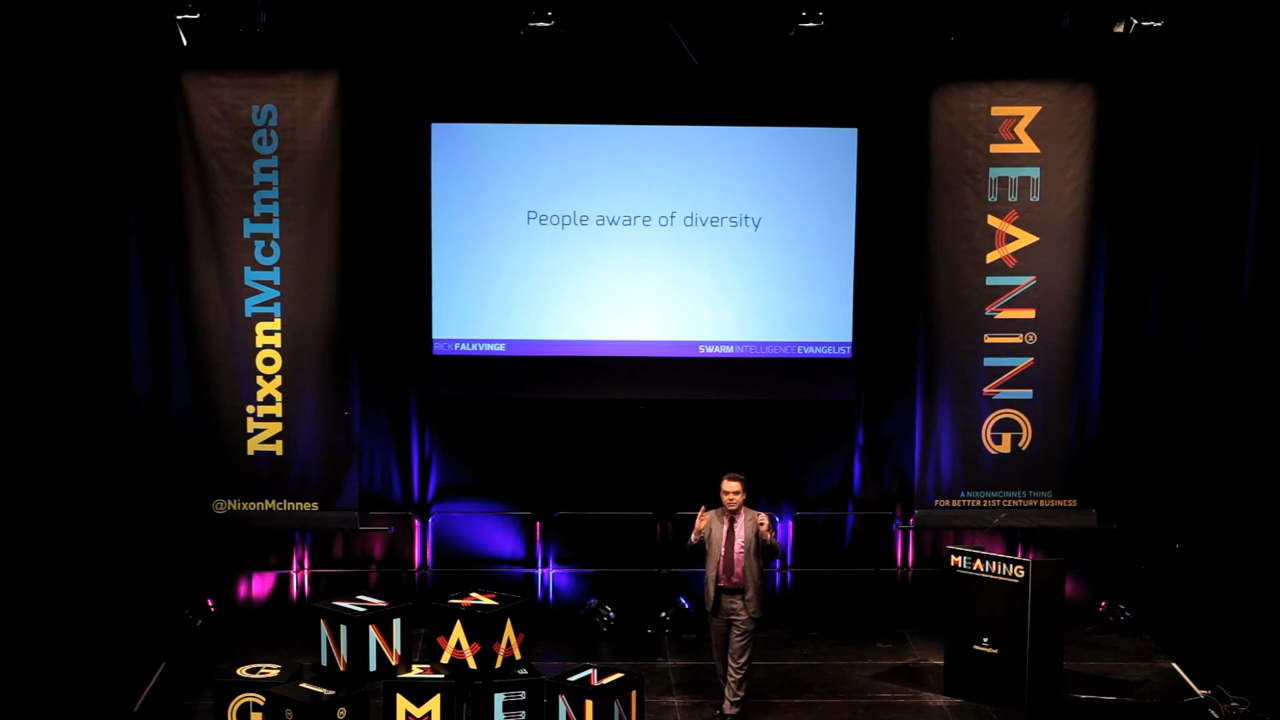 NixonMcInnes
@NixonMcInnes
People aware of diversity
RICK FALKVINGE
SWARM INTELLIGENCE EVANGELIST
MEANiNG
A NIXONMCINNES THING
FOR BETTER 21ST CENTURY BUSINESS
MEANiNG
N
N N
A A
G
G
M
E
N N